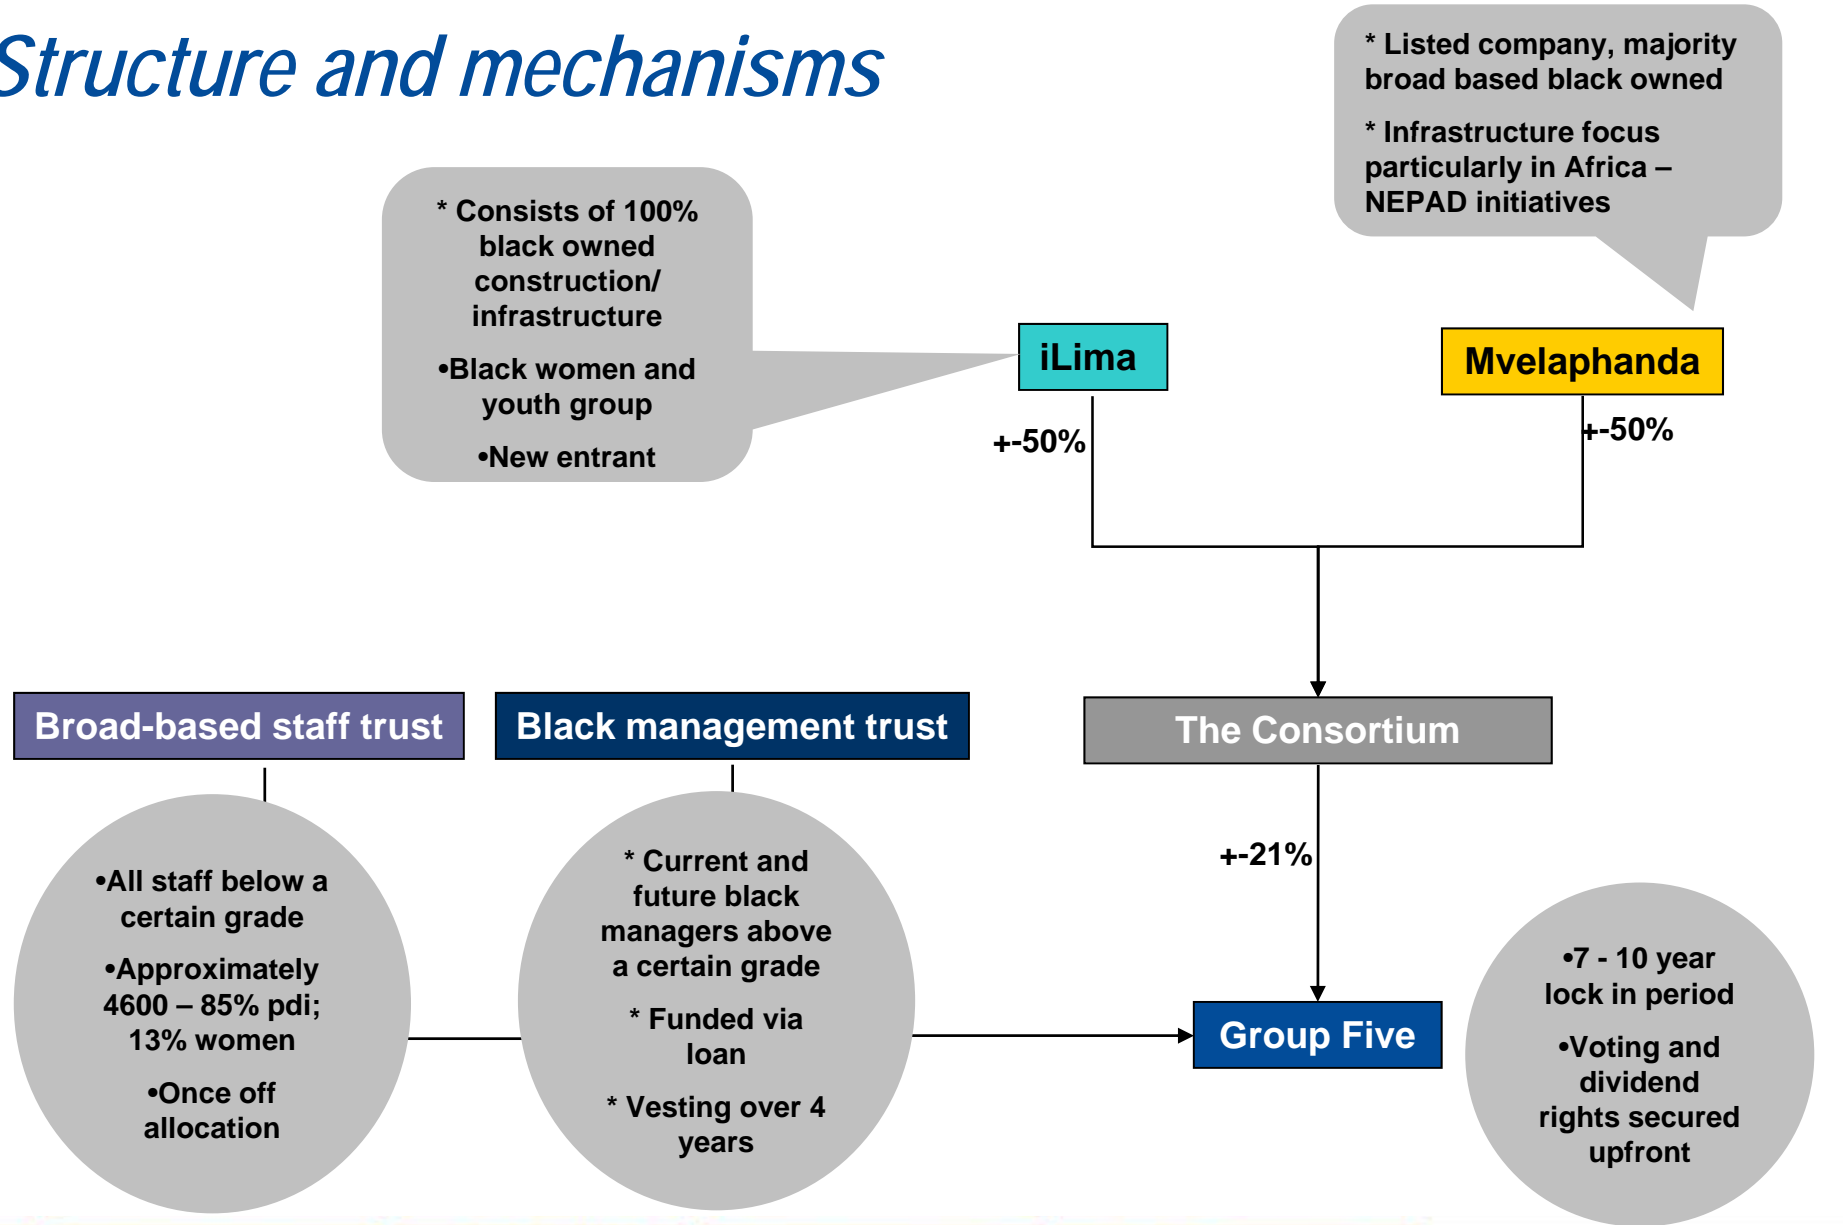 Structure and mechanisms
* Listed company, majority
broad based black owned
* Infrastructure focus
particularly in Africa –
NEPAD initiatives
* Consists of 100%
black owned
construction/
infrastructure
•Black women and
youth group
•New entrant
iLima
Mvelaphanda
+-50%
+-50%
Broad-based staff trust
Black management trust
The Consortium
•All staff below a
certain grade
•Approximately
4600 – 85% pdi;
13% women
•Once off
allocation
* Current and
future black
managers above
a certain grade
* Funded via
loan
* Vesting over 4
years
+-21%
Group Five
•7 - 10 year
lock in period
•Voting and
dividend
rights secured
upfront